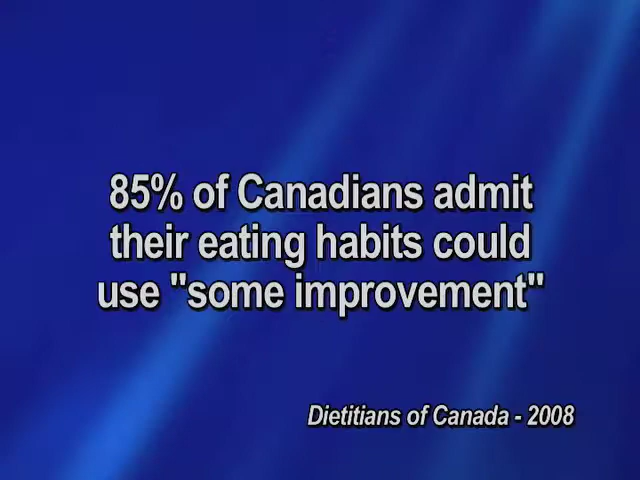 85% of Canadians admit
their eating habits could
use "some improvement"
Dietitians of Canada - 2008